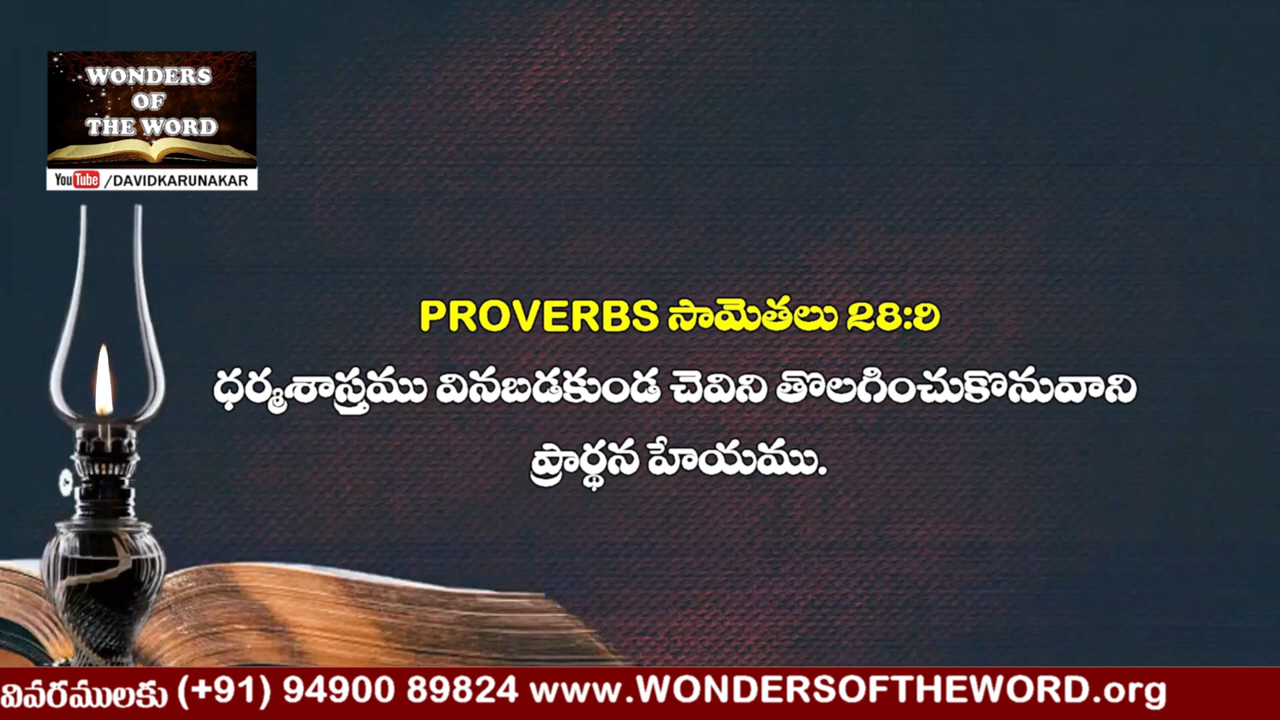 WONDERS
OF
THE WORD
YouTube /DAVIDKARUNAKAR
PROVERBS సామెతలు 28:9
ధర్మశాస్త్రము వినబడకుండ చెవిని తొలగించుకొనువాని
ప్రార్థన హేయము.
వివరములకు (+91) 94900 89824 www.WONDERSOFTHEWORD.org